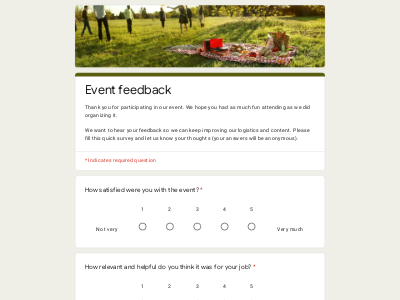 Event feedback
Thank you for participating in our event. We hope you had as much fun attending as we did
organizing it.
We want to hear your feedback so we can keep improving our logistics and content. Please
fill this quick survey and let us know your thoughts (your answers will be anonymous).
* Indicates required question
How satisfied were you with the event? *
1 2 3 4 5
Not very Very much
How relevant and helpful do you think it was for your job? *
1 2 3 4 5